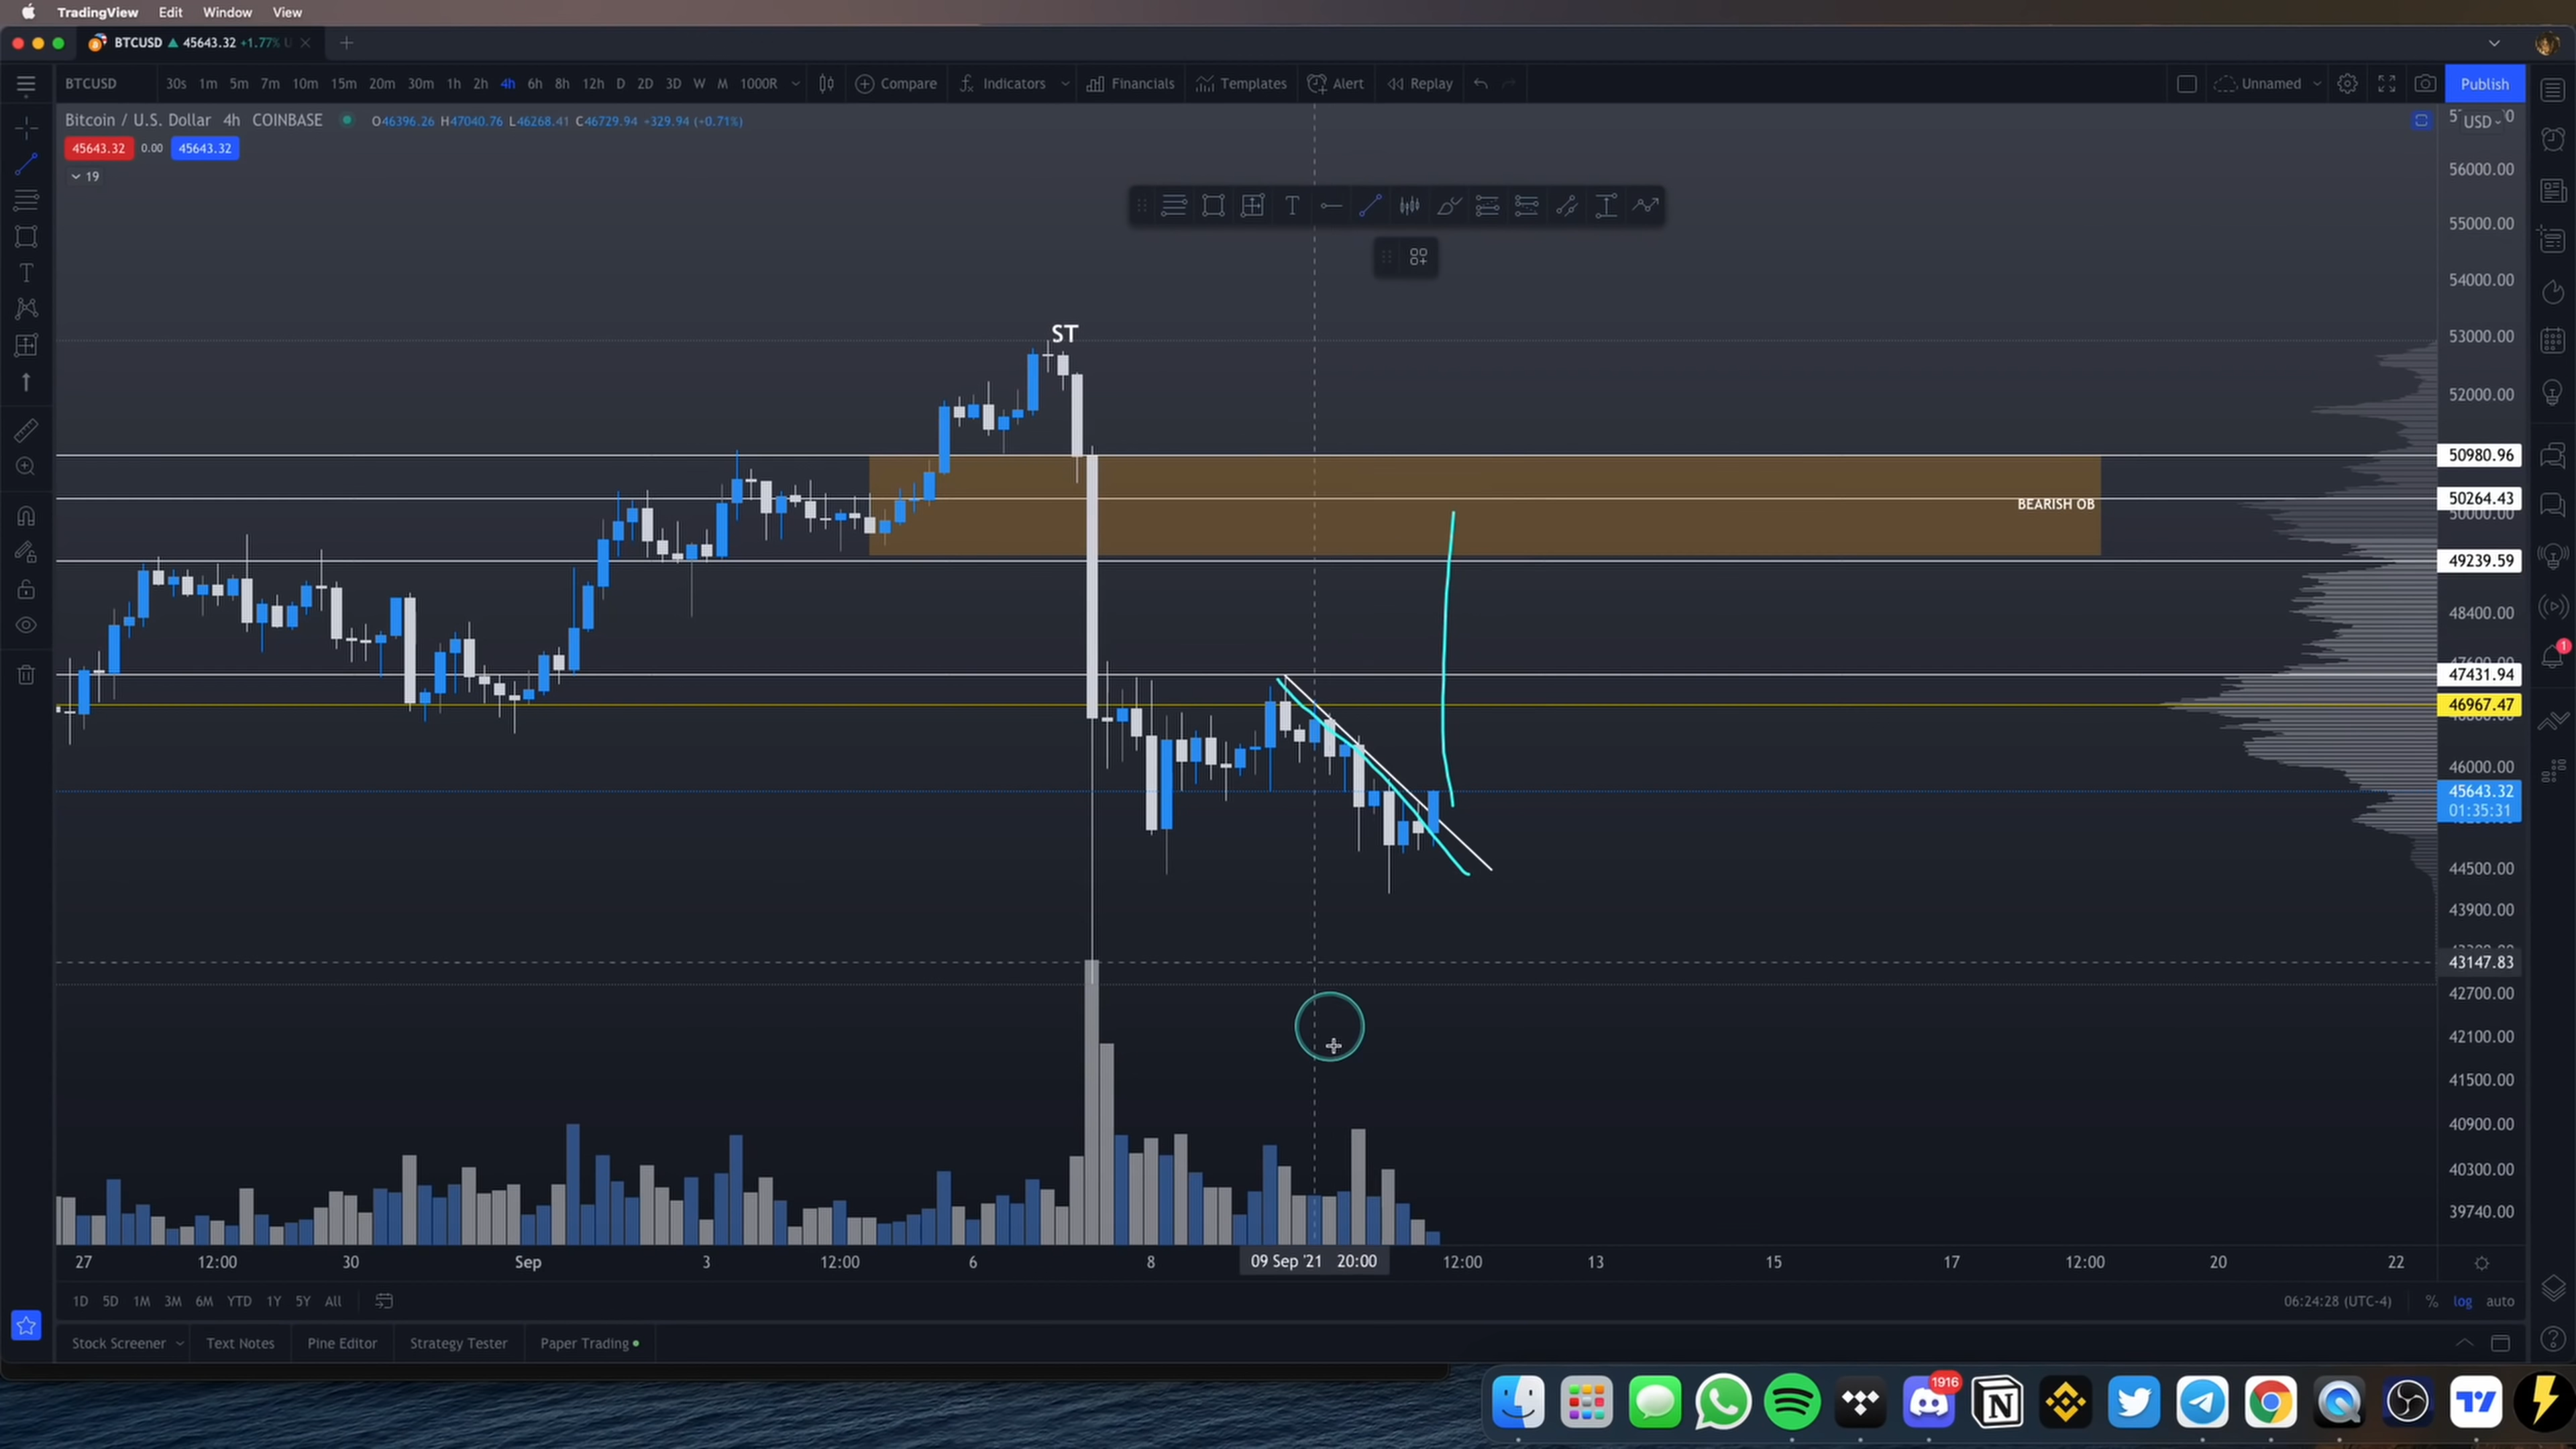 TradingView Edit Window View
BTCUSD ▲ 45643.32 +1.77% U
BTCUSD 30s 1m 5m 7m 10m 15m 20m 30m 1h 2h 4h 6h 8h 12h D 2D 3D W M 1000R Compare Indicators Financials Templates Alert Replay Unnamed Publish
Bitcoin / U.S. Dollar 4h COINBASE O46396.26 H47040.76 L46268.41 C46729.94 +329.94 (+0.71%)
USD
45643.32 0.00 45643.32
19
56000.00
55000.00
54000.00
ST
53000.00
52000.00
50980.96
50264.43
BEARISH OB
50000.00
49239.59
48400.00
47431.94
46967.47
46000.00
45643.32
01:35:31
44500.00
43900.00
43147.83
42700.00
42100.00
41500.00
40900.00
40300.00
39740.00
27 12:00 30 Sep 3 12:00 6 8 09 Sep '21 20:00 12:00 13 15 17 12:00 20 22
1D 5D 1M 3M 6M YTD 1Y 5Y All 06:24:28 (UTC-4) % log auto
Stock Screener Text Notes Pine Editor Strategy Tester Paper Trading
1
1916